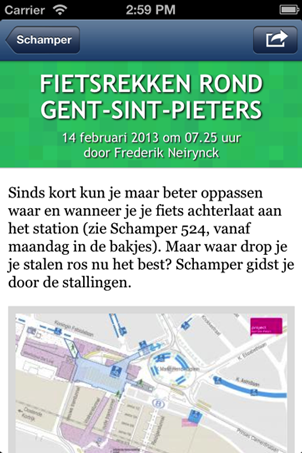 Carrier 2:59 PM
Schamper
FIETSREKKEN ROND
GENT-SINT-PIETERS
14 februari 2013 om 07.25 uur
door Frederik Neirynck
Sinds kort kun je maar beter oppassen
waar en wanneer je je fiets achterlaat aan
het station (zie Schamper 524, vanaf
maandag in de bakjes). Maar waar drop je
je stalen ros nu het best? Schamper gidst je
door de stallingen.
project